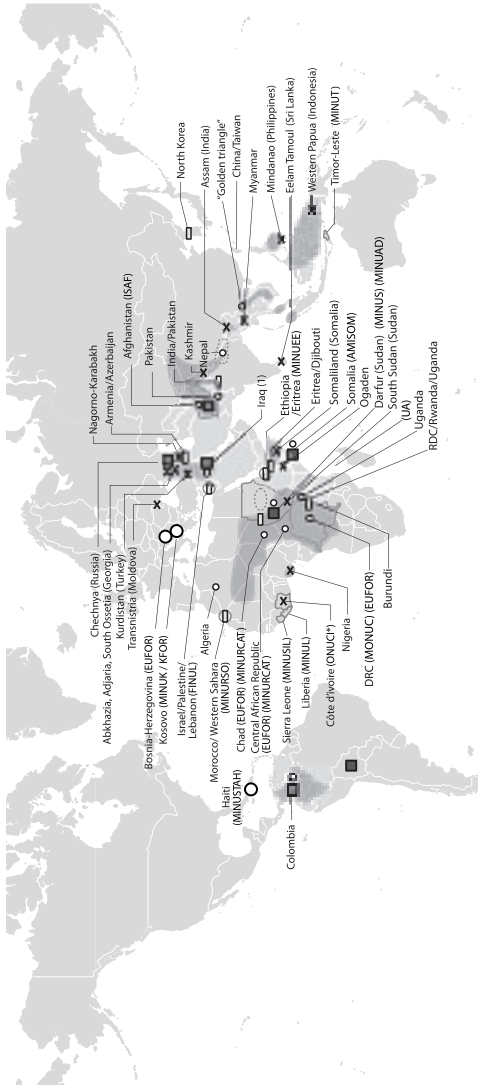 North Korea
Assam (India)
"Golden triangle"
China/Taiwan
Myanmar
Mindanao (Philippines)
Eelam Tamoul (Sri Lanka)
Western Papua (Indonesia)
Timor-Leste (MINUT)
Nagorno-Karabakh
Armenia/Azerbaijan
Afghanistan (ISAF)
Pakistan
India/Pakistan
Kashmir
Nepal
Iraq (1)
Ethiopia
/Eritrea (MINUEE)
Eritrea/Djibouti
Somaliland (Somalia)
Somalia (AMISOM)
Ogaden
Darfur (Sudan) (MINUS) (MINUAD)
South Sudan (Sudan)
(UA)
Uganda
RDC/Rwanda/Uganda
Chechnya (Russia)
Abkhazia, Adjaria, South Ossetia (Georgia)
Kurdistan (Turkey)
Transnistria (Moldova)
Bosnia-Herzegovina (EUFOR)
Kosovo (MINUK / KFOR)
Israel/Palestine/
Lebanon (FINUL)
Algeria
Morocco/ Western Sahara
(MINURSO)
Chad (EUFOR) (MINURCAT)
Central African Republic
(EUFOR) (MINURCAT)
Sierra Leone (MINUSIL)
Liberia (MINUL)
Côte d'ivoire (ONUCI*)
Nigeria
DRC (MONUC) (EUFOR)
Burundi
Haiti
(MINUSTAH)
Colombia